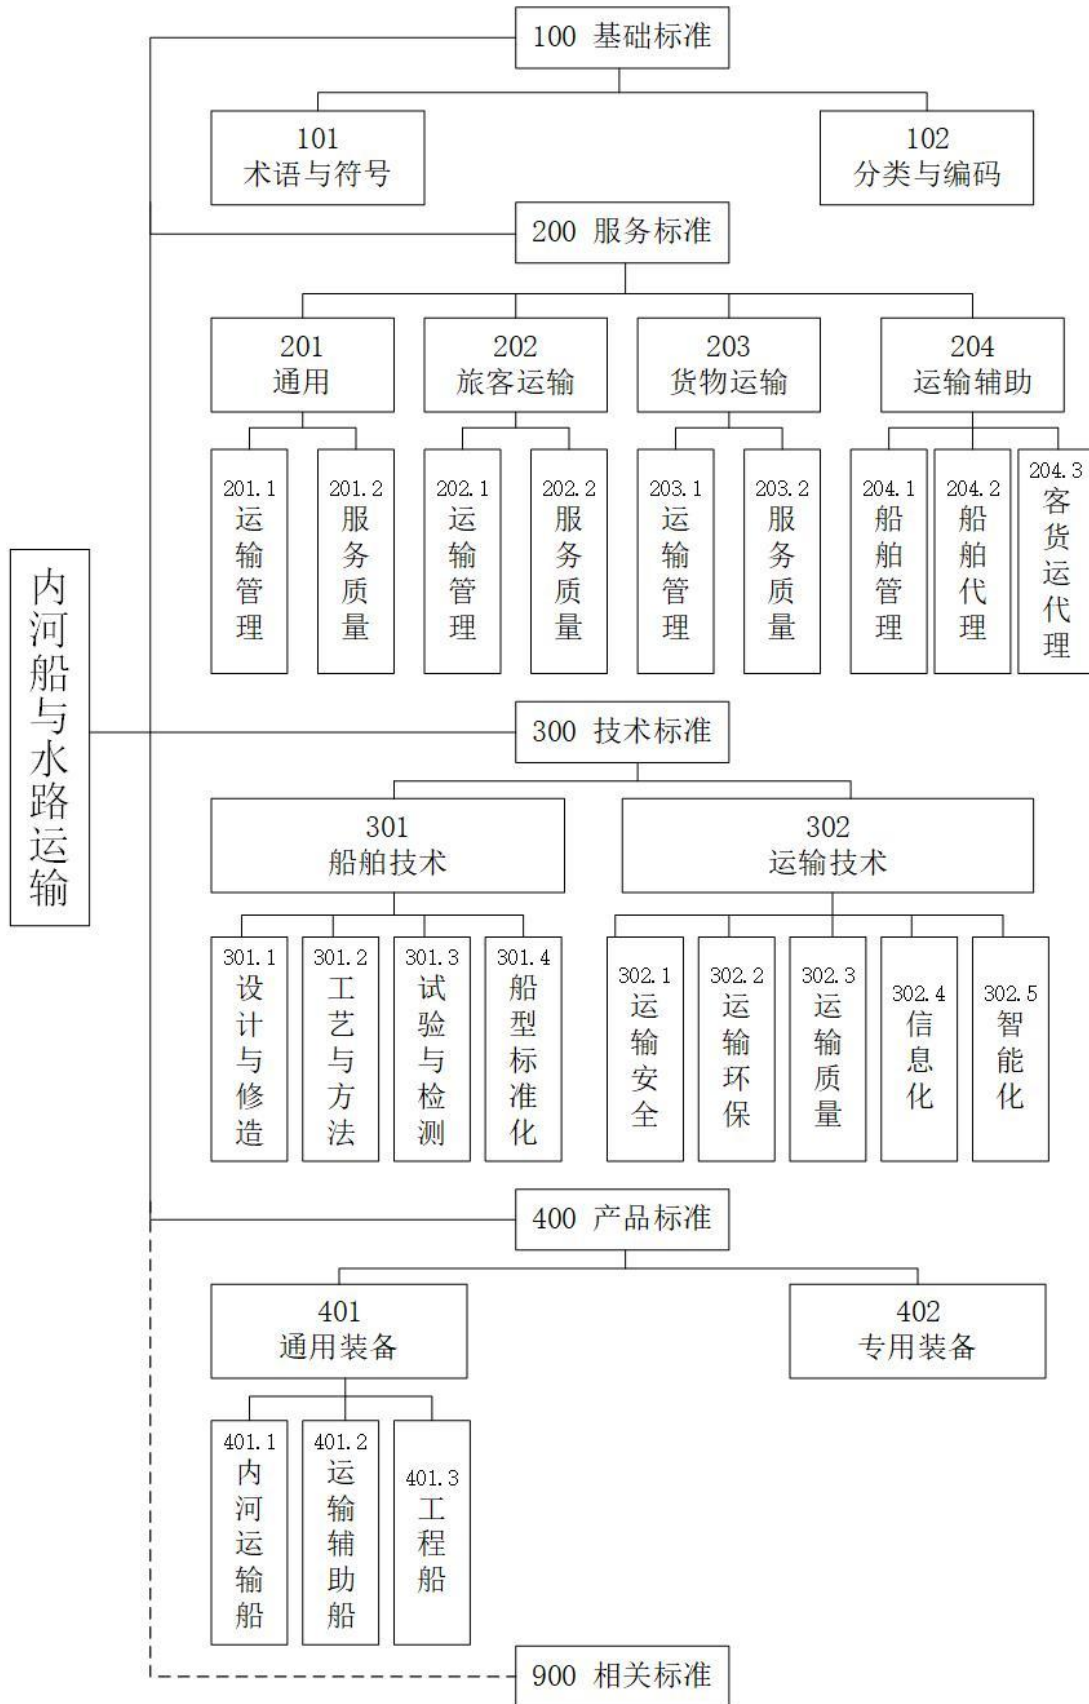 100 基础标准
101
术语与符号
102
分类与编码
200 服务标准
201
通用
202
旅客运输
203
货物运输
204
运输辅助
201.1
运输管理
201.2
服务质量
202.1
运输管理
202.2
服务质量
203.1
运输管理
203.2
服务质量
204.1
船舶管理
204.2
船舶代理
204.3
客货运代理
内河船与水路运输
300 技术标准
301
船舶技术
302
运输技术
301.1
设计与修造
301.2
工艺与方法
301.3
试验与检测
301.4
船型标准化
302.1
运输安全
302.2
运输环保
302.3
运输质量
302.4
信息化
302.5
智能化
400 产品标准
401
通用装备
402
专用装备
401.1
内河运输船
401.2
运输辅助船
401.3
工程船
900 相关标准